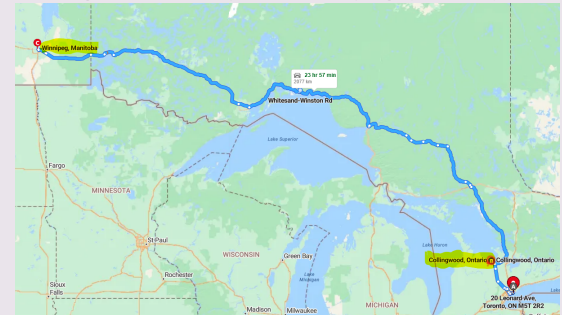 Winnipeg, Manitoba
23 hr 57 min
2077 km
Whitesand-Winston Rd
Lake Superior
Fargo
MINNESOTA
St-Paul
WISCONSIN
Green Bay
Lake Huron
Collingwood, Ontario
Collingwood, Ontario
Rochester
Lake
Michigan
Sioux
Falls
20 Leonard Ave,
Toronto, ON M5T 2R2
MICHIGAN
Madison
Milwaukee